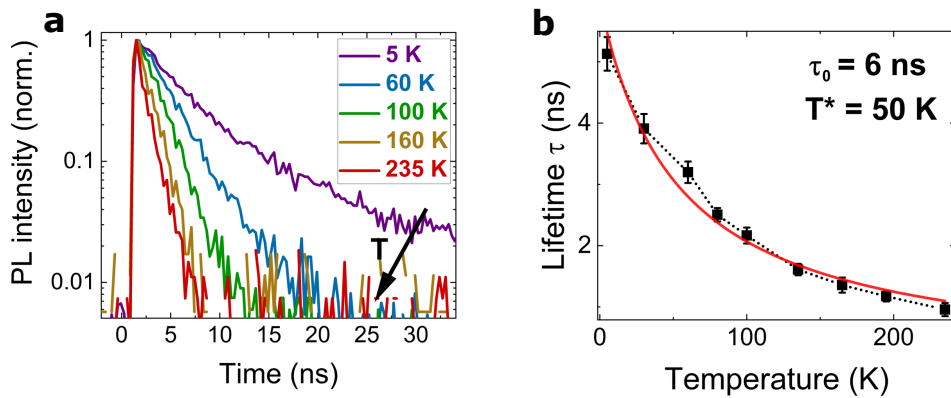 a
PL intensity (norm.)
1
0.1
0.01
5 K
60 K
100 K
160 K
235 K
T
0
5
10
15
20
25
30
Time (ns)
b
Lifetime τ (ns)
4
2
τ₀ = 6 ns
T* = 50 K
0
100
200
Temperature (K)